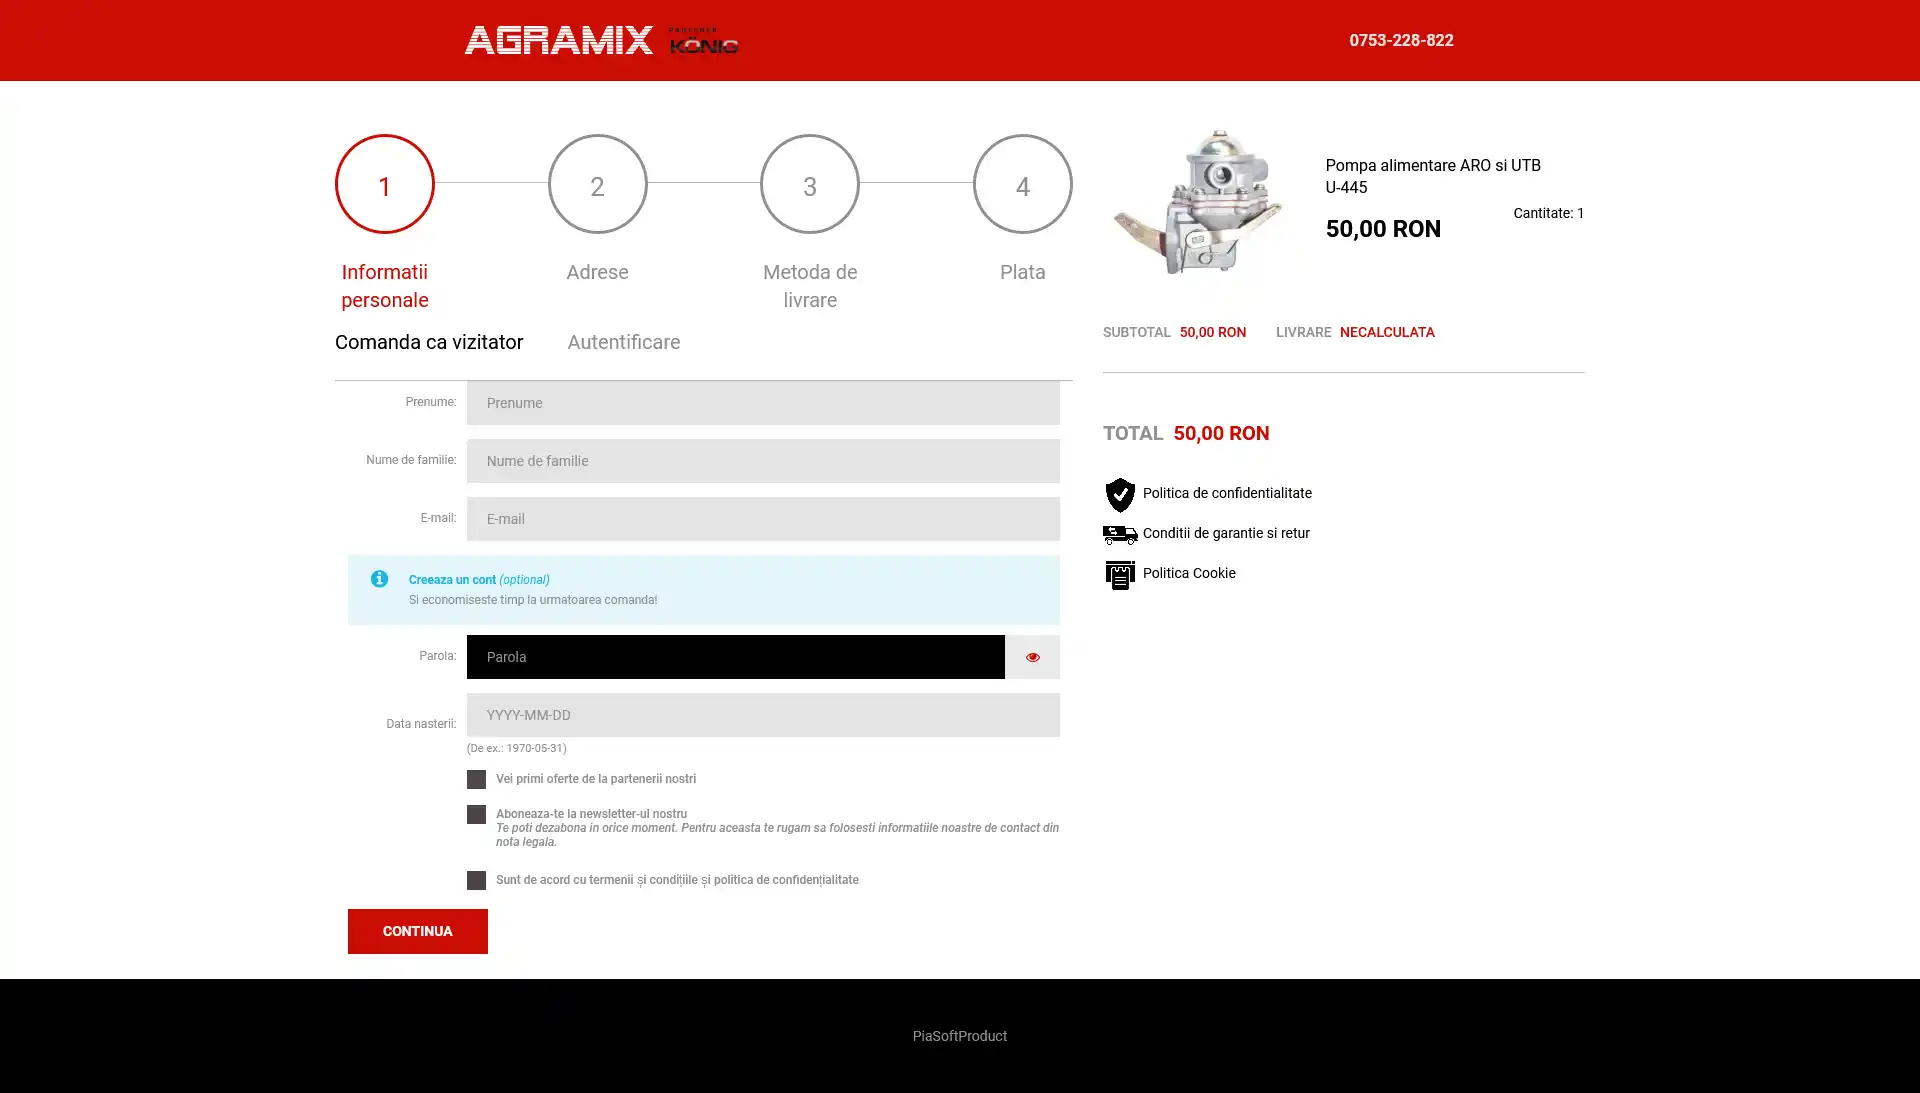 AGRAMIX
PARTENER
KÖNIG
0753-228-822
1
2
3
4
Informatii
personale
Adrese
Metoda de
livrare
Plata
Comanda ca vizitator
Autentificare
Prenume:
Prenume
Nume de familie:
Nume de familie
E-mail:
E-mail
Creeaza un cont (optional)
Si economiseste timp la urmatoarea comanda!
Parola:
Parola
Data nasterii:
YYYY-MM-DD
(De ex.: 1970-05-31)
Vei primi oferte de la partenerii nostri
Aboneaza-te la newsletter-ul nostru
Te poti dezabona in orice moment. Pentru aceasta te rugam sa folosesti informatiile noastre de contact din
nota legala.
Sunt de acord cu termenii și condițiile și politica de confidențialitate
CONTINUA
Pompa alimentare ARO si UTB
U-445
50,00 RON
Cantitate: 1
SUBTOTAL 50,00 RON
LIVRARE NECALCULATA
TOTAL 50,00 RON
Politica de confidentialitate
Conditii de garantie si retur
Politica Cookie
PiaSoftProduct